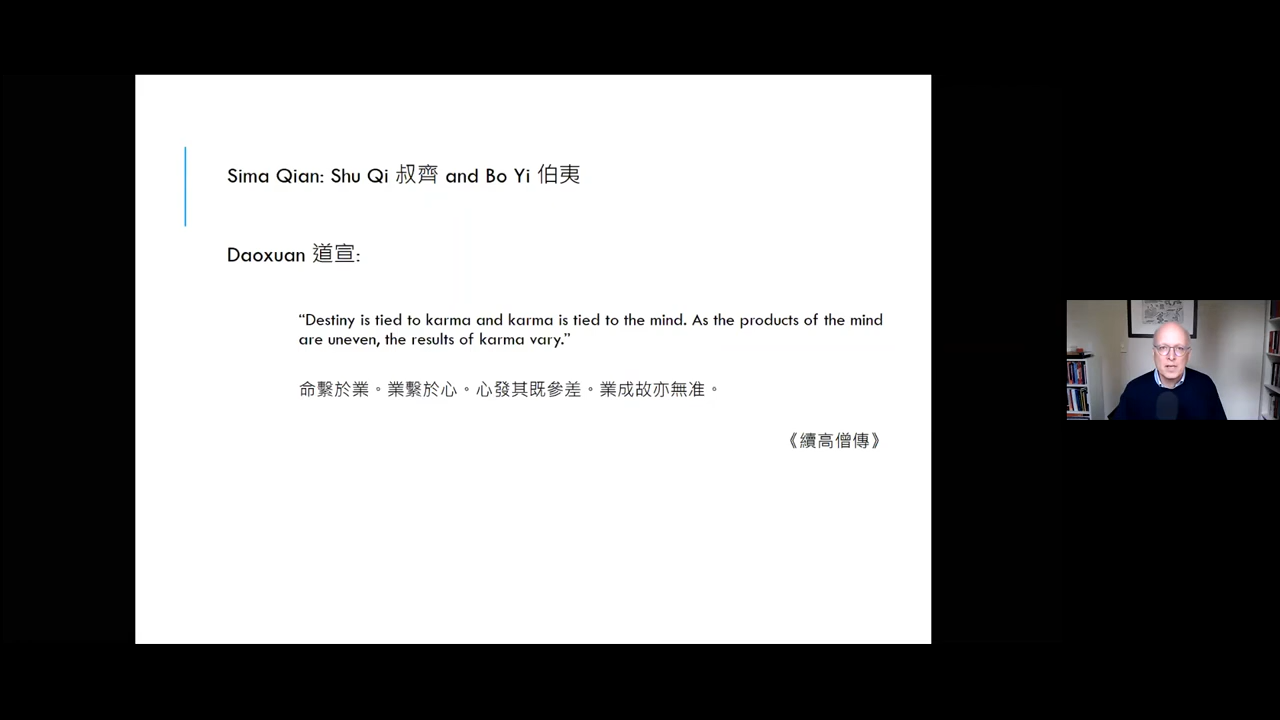 Sima Qian: Shu Qi 叔齊 and Bo Yi 伯夷
Daoxuan 道宣:
“Destiny is tied to karma and karma is tied to the mind. As the products of the mind
are uneven, the results of karma vary.”
命繫於業。業繫於心。心發其既參差。業成故亦無准。
《續高僧傳》